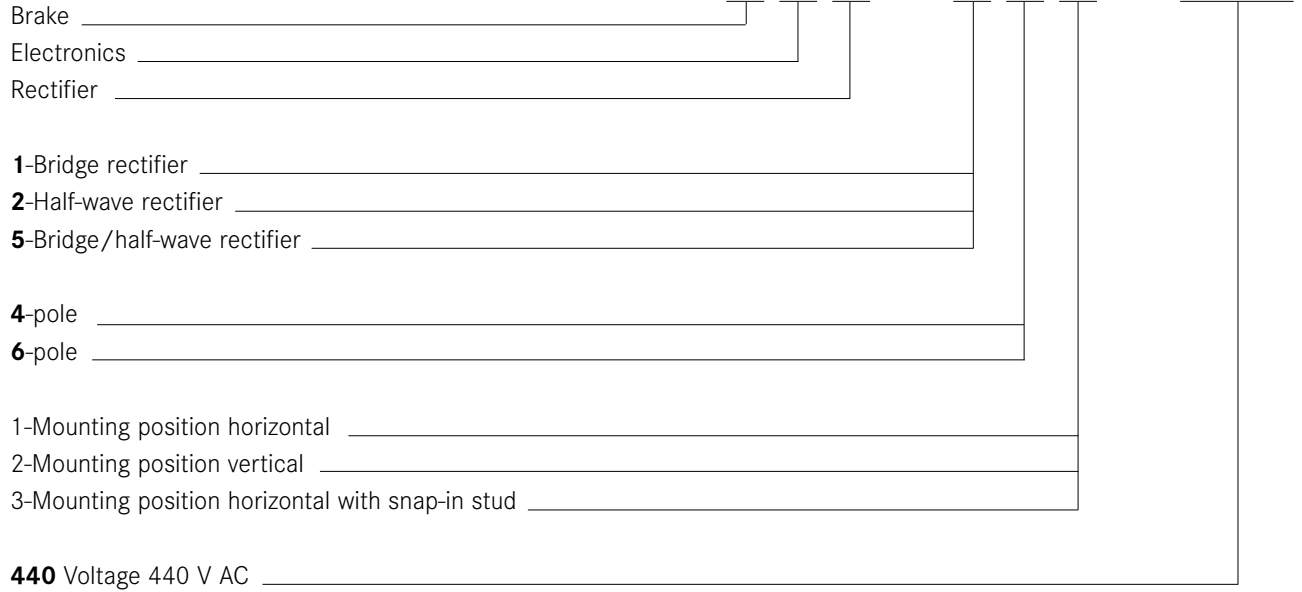 Brake
Electronics
Rectifier
1-Bridge rectifier
2-Half-wave rectifier
5-Bridge/half-wave rectifier
4-pole
6-pole
1-Mounting position horizontal
2-Mounting position vertical
3-Mounting position horizontal with snap-in stud
440 Voltage 440 V AC